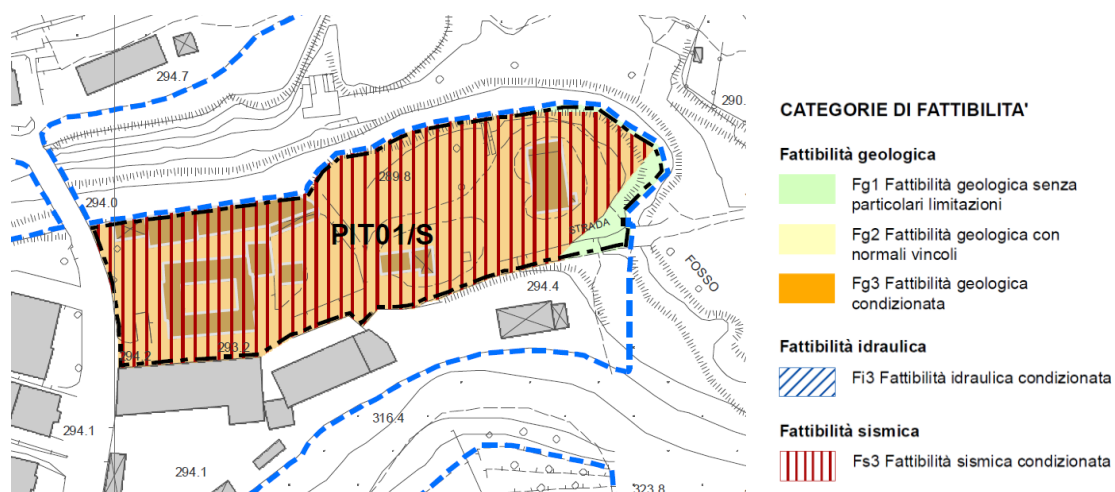 294.7
290.
294.0
289.8
PIT01/S
STRADA
FOSSO
294.4
294.2
293.2
316.4
294.1
294.1
323.8
CATEGORIE DI FATTIBILITA'
Fattibilità geologica
Fg1 Fattibilità geologica senza
particolari limitazioni
Fg2 Fattibilità geologica con
normali vincoli
Fg3 Fattibilità geologica
condizionata
Fattibilità idraulica
Fi3 Fattibilità idraulica condizionata
Fattibilità sismica
Fs3 Fattibilità sismica condizionata